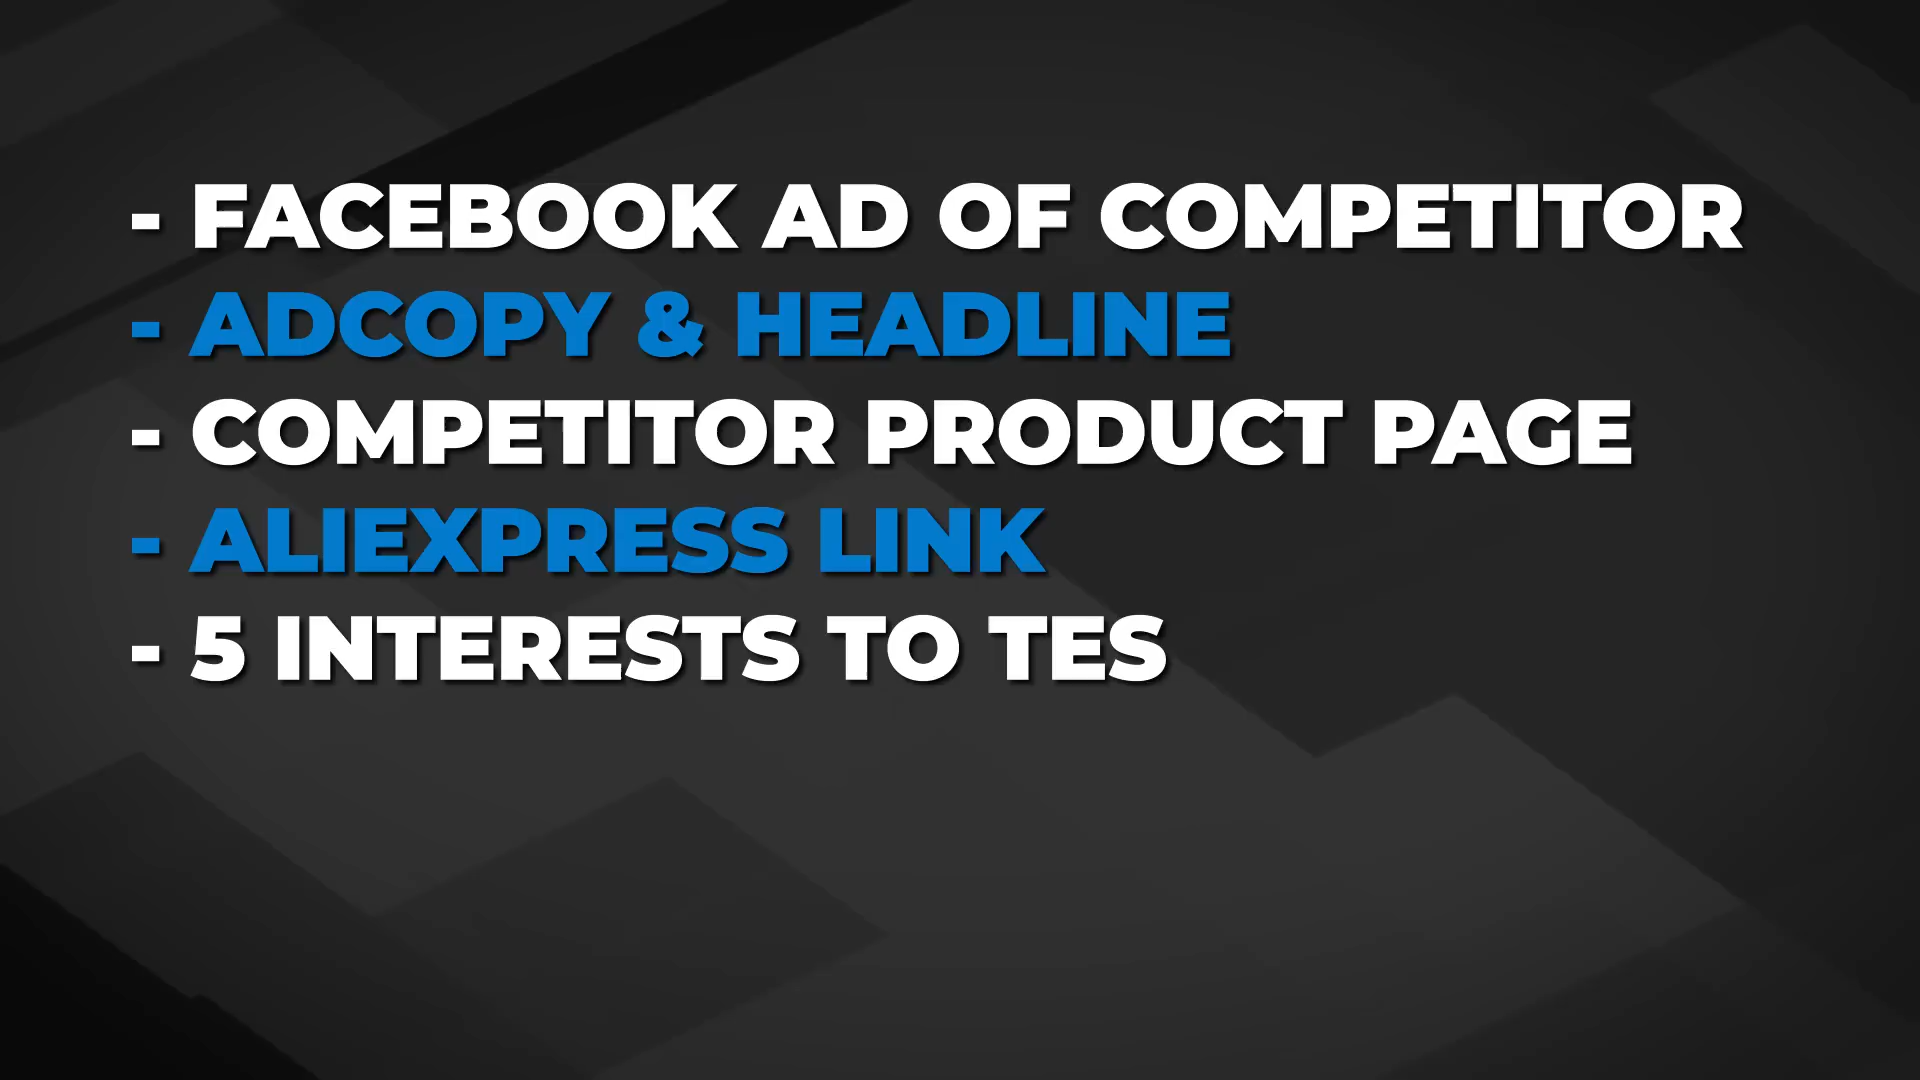 - FACEBOOK AD OF COMPETITOR
- ADCOPY & HEADLINE
- COMPETITOR PRODUCT PAGE
- ALIEXPRESS LINK
- 5 INTERESTS TO TES